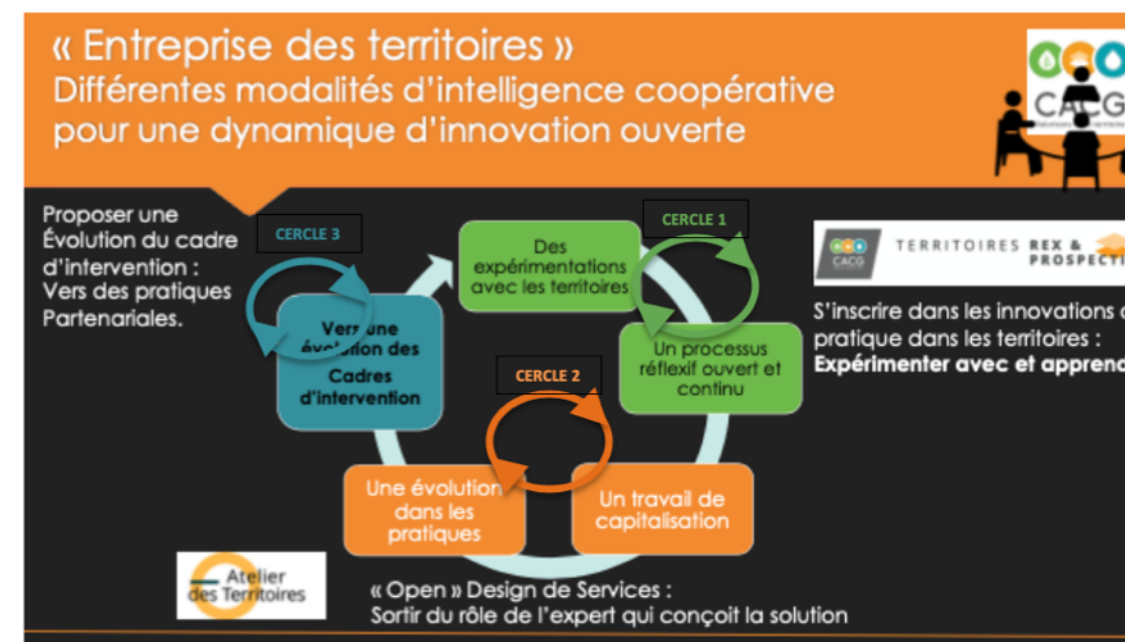 « Entreprise des territoires »
Différentes modalités d'intelligence coopérative
pour une dynamique d'innovation ouverte
CACG
Proposer une
Évolution du cadre
d'intervention :
Vers des pratiques
Partenariales.
CERCLE 3
Vers une
évolution des
Cadres
d'intervention
Des
expérimentations
avec les territoires
CERCLE 1
Un processus
réflexif ouvert et
continu
CERCLE 2
Une évolution
dans les
pratiques
Un travail de
capitalisation
CACG
TERRITOIRES REX &
PROSPECTI
S'inscrire dans les innovations
pratique dans les territoires :
Expérimenter avec et apprend
Atelier
des Territoires
« Open » Design de Services :
Sortir du rôle de l'expert qui conçoit la solution